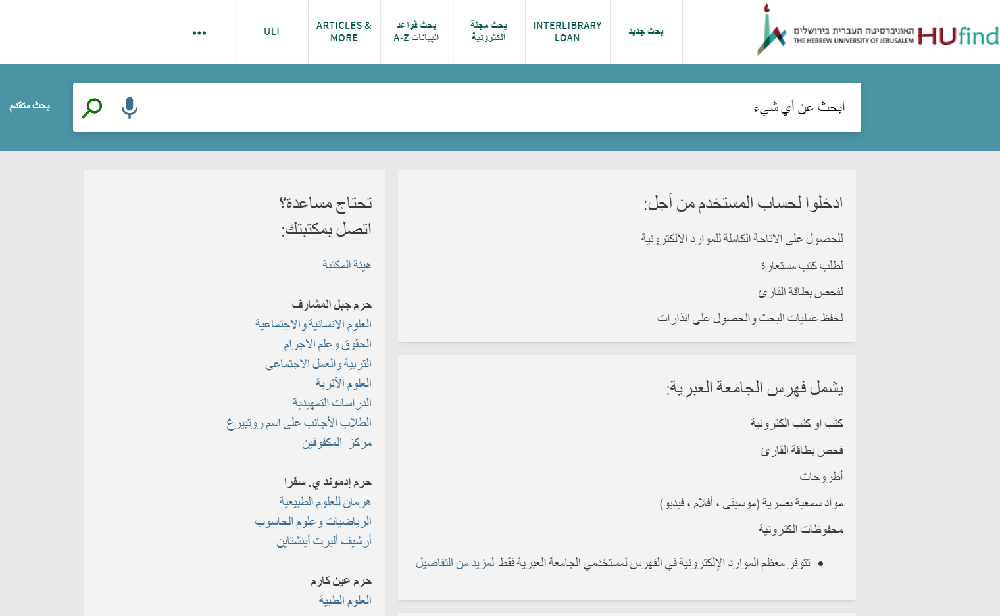 האוניברסיטה העברית בירושלים
THE HEBREW UNIVERSITY OF JERUSALEM
HUfind
بحث جديد
INTERLIBRARY
LOAN
بحث مجلة
الكترونية
بحث قواعد
البيانات A-Z
ARTICLES &
MORE
ULI
ابحث عن أي شيء
بحث متقدم
ادخلوا لحساب المستخدم من أجل:
للحصول على الاتاحة الكاملة للموارد الالكترونية
لطلب كتب مستعارة
لفحص بطاقة القارئ
لحفظ عمليات البحث والحصول على انذارات
يشمل فهرس الجامعة العبرية:
كتب او كتب الكترونية
فحص بطاقة القارئ
أطروحات
مواد سمعية بصرية (موسيقى ، أفلام ، فيديو)
محفوظات الكترونية
• تتوفر معظم الموارد الإلكترونية في الفهرس لمستخدمي الجامعة العبرية فقط لمزيد من التفاصيل
تحتاج مساعدة؟
اتصل بمكتبتك:
هيئة المكتبة
حرم جبل المشارف
العلوم الانسانية والاجتماعية
الحقوق وعلم الاجرام
التربية والعمل الاجتماعي
العلوم الآثرية
الدراسات التمهيدية
الطلاب الأجانب على اسم روتبيرغ
مركز المكفوفين
حرم إدموند ي. سفرا
هرمان للعلوم الطبيعية
الرياضيات وعلوم الحاسوب
أرشيف ألبرت أينشتاين
حرم عين كارم
العلوم الطبية